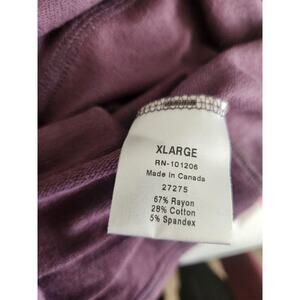 XLARGE
RN-101206
Made in Canada
27275
67% Rayon
28% Cotton
5% Spandex